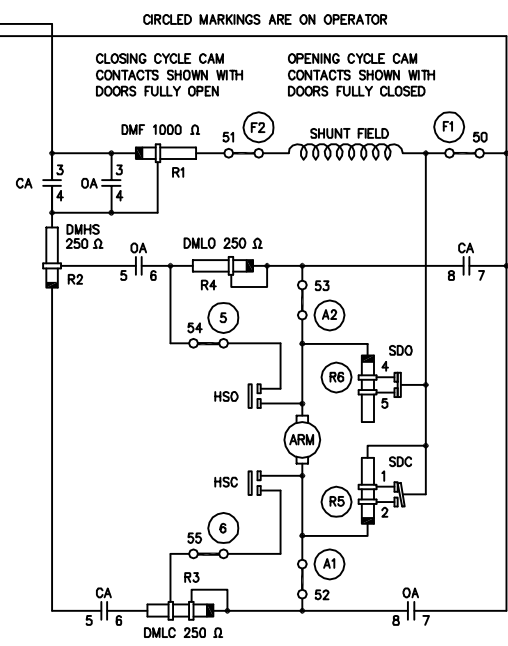 CIRCLED MARKINGS ARE ON OPERATOR
CLOSING CYCLE CAM
CONTACTS SHOWN WITH
DOORS FULLY OPEN
OPENING CYCLE CAM
CONTACTS SHOWN WITH
DOORS FULLY CLOSED
DMF 1000 Ω
51
F2
SHUNT FIELD
F1
50
R1
CA
3
4
OA
3
4
DMHS
250 Ω
R2
OA
5 6
DMLO 250 Ω
R4
CA
8 7
53
A2
54
5
HSO
SDO
R6
4
5
ARM
HSC
SDC
R5
1
2
55
6
R3
A1
52
CA
5 6
DMLC 250 Ω
OA
8 7